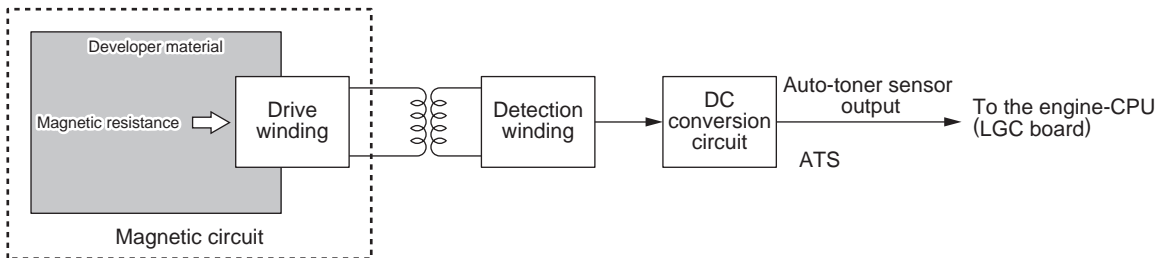 Developer material
Magnetic resistance
Drive
winding
Magnetic circuit
Detection
winding
DC
conversion
circuit
Auto-toner sensor
output
ATS
To the engine-CPU
(LGC board)